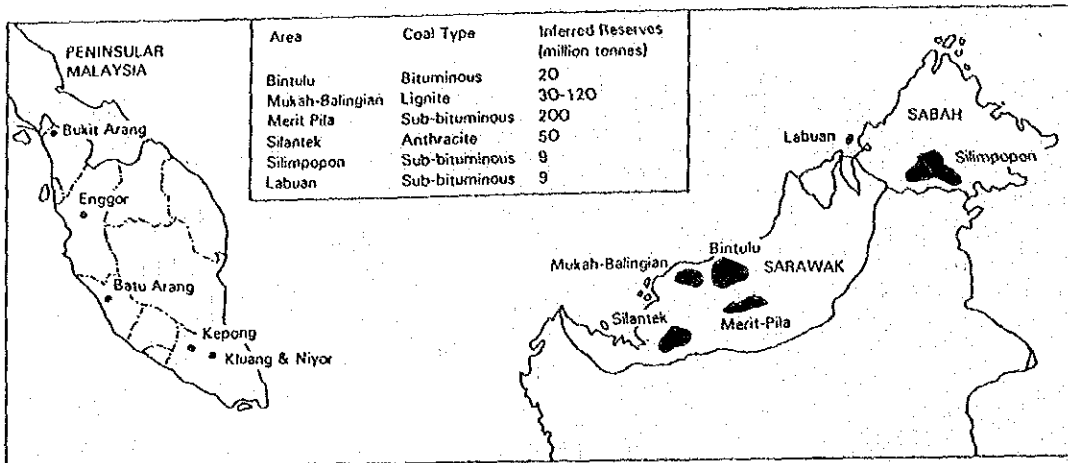 PENINSULAR
MALAYSIA
Bukit Arang
Enggor
Batu Arang
Kepong
Kluang & Niyor
Area Coal Type Inferred Reserves
(million tonnes)
Bintulu Bituminous 20
Mukah-Balingian Lignite 30-120
Merit Pila Sub-bituminous 200
Silantek Anthracite 50
Silimpopon Sub-bituminous 9
Labuan Sub-bituminous 9
SABAH
Labuan
Silimpopon
Bintulu
Mukah-Balingian
SARAWAK
Silantek
Merit-Pila